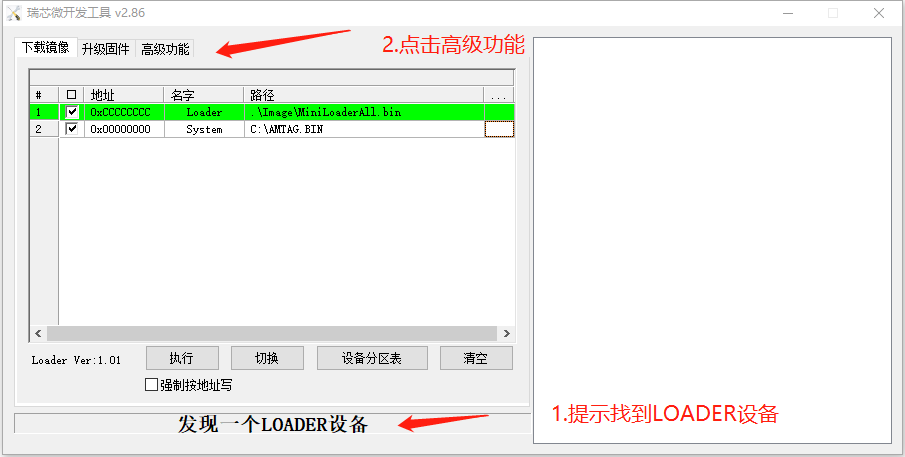 瑞芯微开发工具 v2.86
下载镜像 升级固件 高级功能
2.点击高级功能
# 地址 名字 路径 ...
1 0xCCCCCCCC Loader .\Image\MiniLoaderAll.bin
2 0x00000000 System C:\AMTAG.BIN
Loader Ver:1.01 执行 切换 设备分区表 清空
强制按地址写
1.提示找到LOADER设备
发现一个LOADER设备